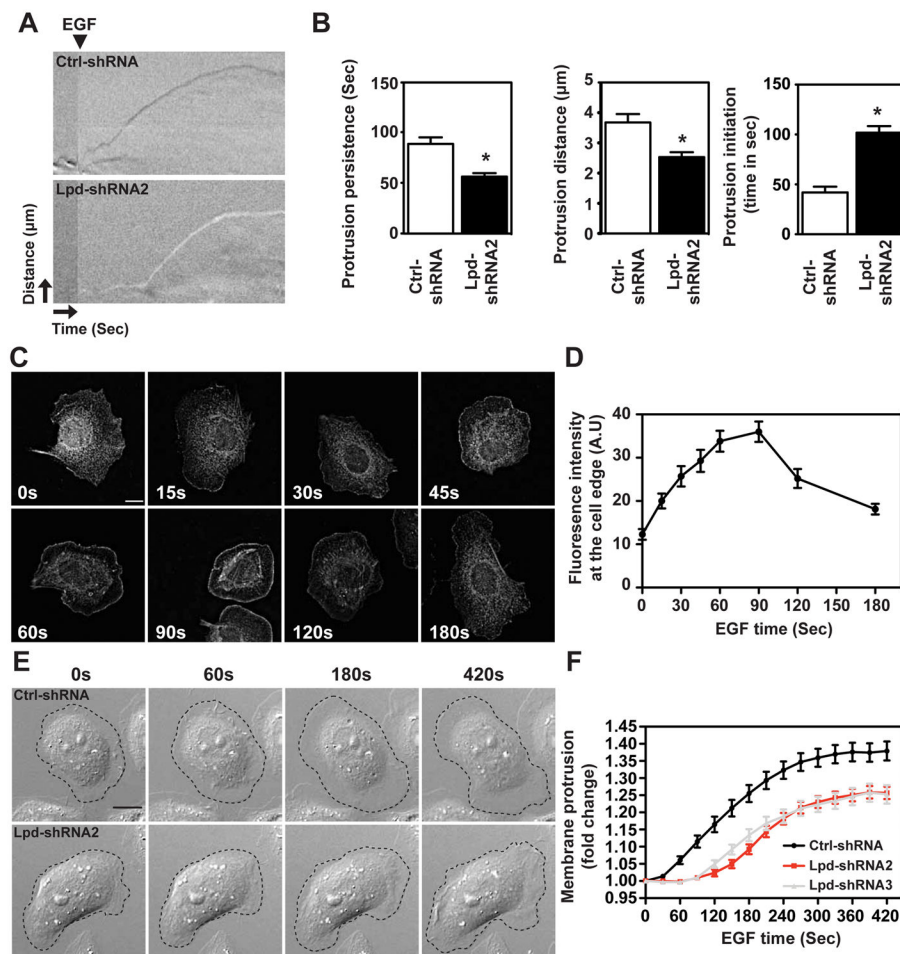 A
EGF
Ctrl-shRNA
Lpd-shRNA2
Distance (µm)
Time (Sec)
B
Protrusion persistence (Sec)
150
100
50
0
Ctrl-
shRNA
Lpd-
shRNA2
*
Protrusion distance (µm)
5
4
3
2
1
0
Ctrl-
shRNA
Lpd-
shRNA2
*
Protrusion initiation
(time in sec)
150
100
50
0
Ctrl-
shRNA
Lpd-
shRNA2
*
C
0s
15s
30s
45s
60s
90s
120s
180s
D
Fluoresence intensity
at the cell edge (A.U)
40
30
20
10
0
0 30 60 90 120 150 180
EGF time (Sec)
E
0s 60s 180s 420s
Ctrl-shRNA
Lpd-shRNA2
F
Membrane protrusion
(fold change)
1.45
1.40
1.35
1.30
1.25
1.20
1.15
1.10
1.05
1.00
0.95
Ctrl-shRNA
Lpd-shRNA2
Lpd-shRNA3
0 60 120 180 240 300 360 420
EGF time (Sec)